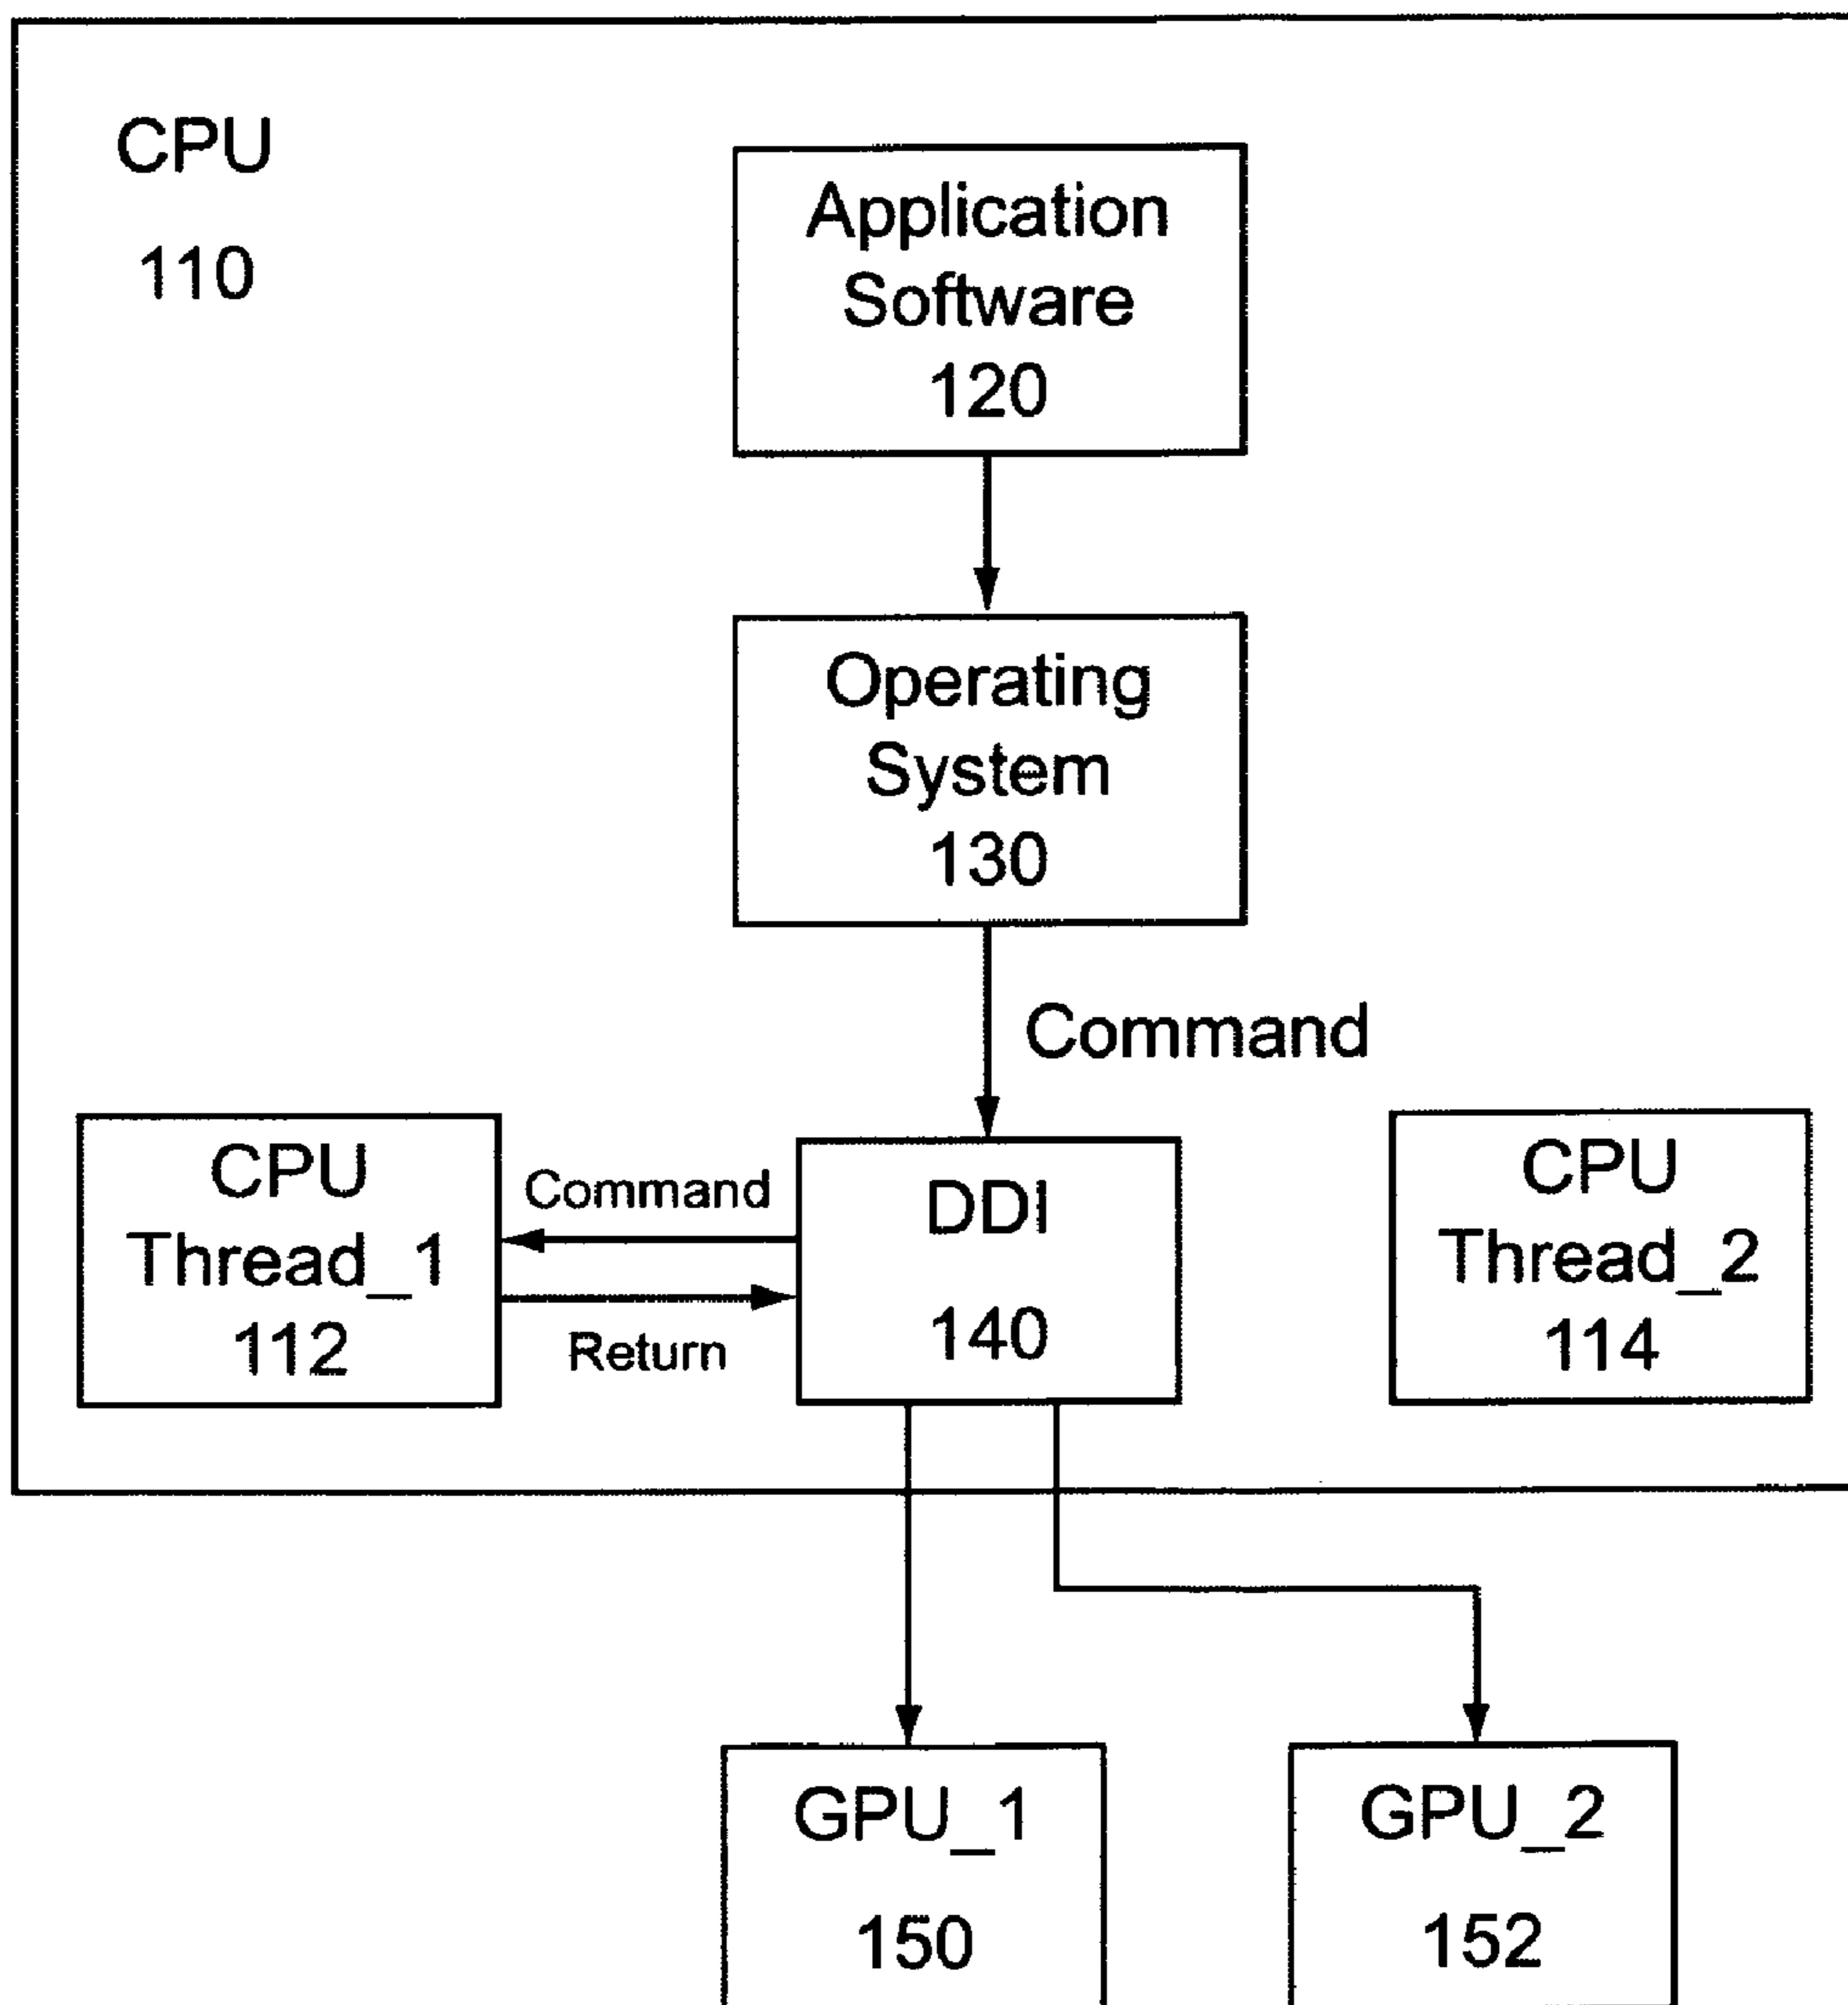 CPU
110
Application
Software
120
Operating
System
130
Command
CPU
Thread_1
112
Command
Return
DDI
140
CPU
Thread_2
114
GPU_1
150
GPU_2
152